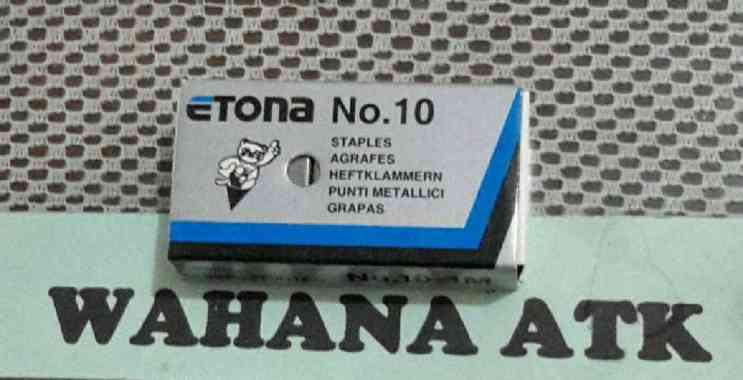 ETONA No.10
STAPLES
AGRAFES
HEFTKLAMMERN
PUNTI METALLICI
GRAPAS
WAHANA ATK